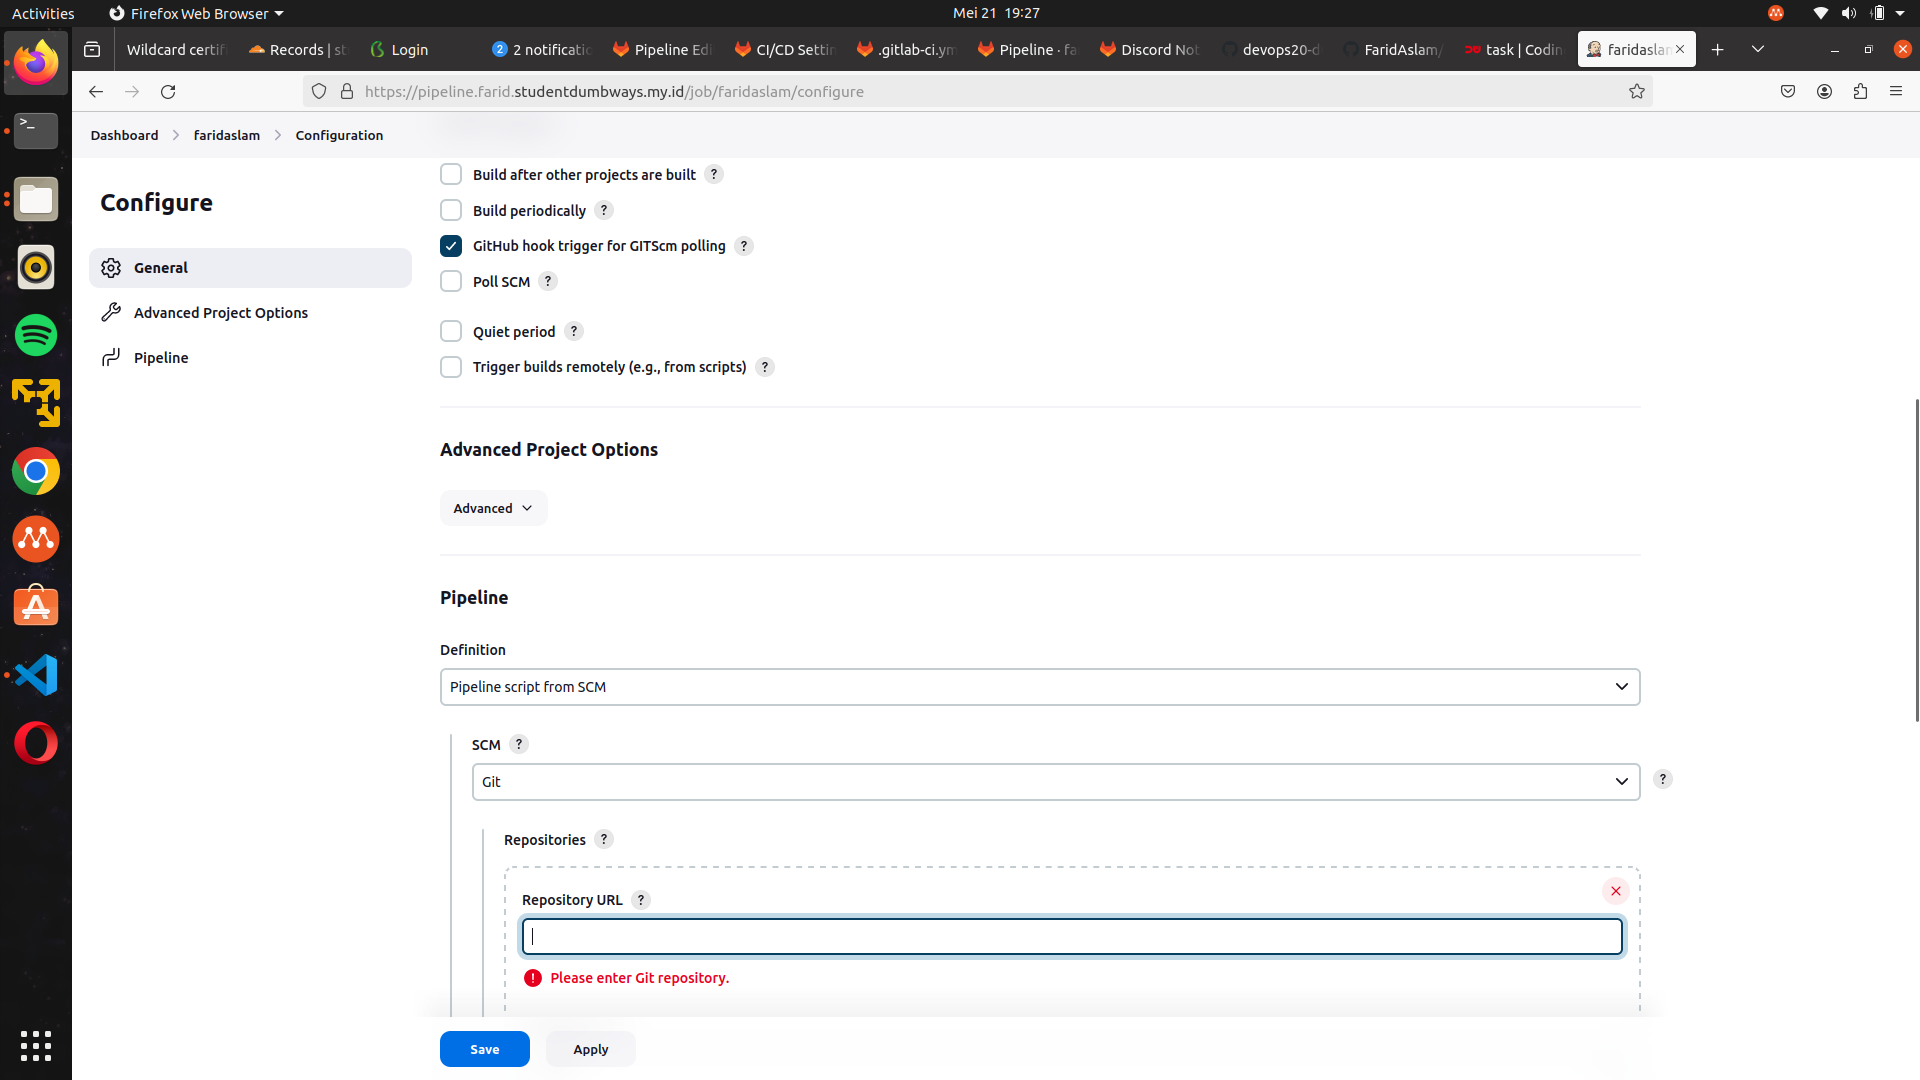 Activities
Firefox Web Browser
Mei 21 19:27
Wildcard certif
Records | st
Login
2
2 notificatio
Pipeline Edi
CI/CD Settin
.gitlab-ci.ym
Pipeline · fa
Discord Not
devops20-d
FaridAslam/
task | Codin
faridaslam
https://pipeline.farid.studentdumbways.my.id/job/faridaslam/configure
Dashboard
faridaslam
Configuration
Configure
General
Advanced Project Options
Pipeline
Build after other projects are built ?
Build periodically ?
GitHub hook trigger for GITScm polling ?
Poll SCM ?
Quiet period ?
Trigger builds remotely (e.g., from scripts) ?
Advanced Project Options
Advanced
Pipeline
Definition
Pipeline script from SCM
SCM ?
Git
?
Repositories ?
Repository URL ?
Please enter Git repository.
Save
Apply